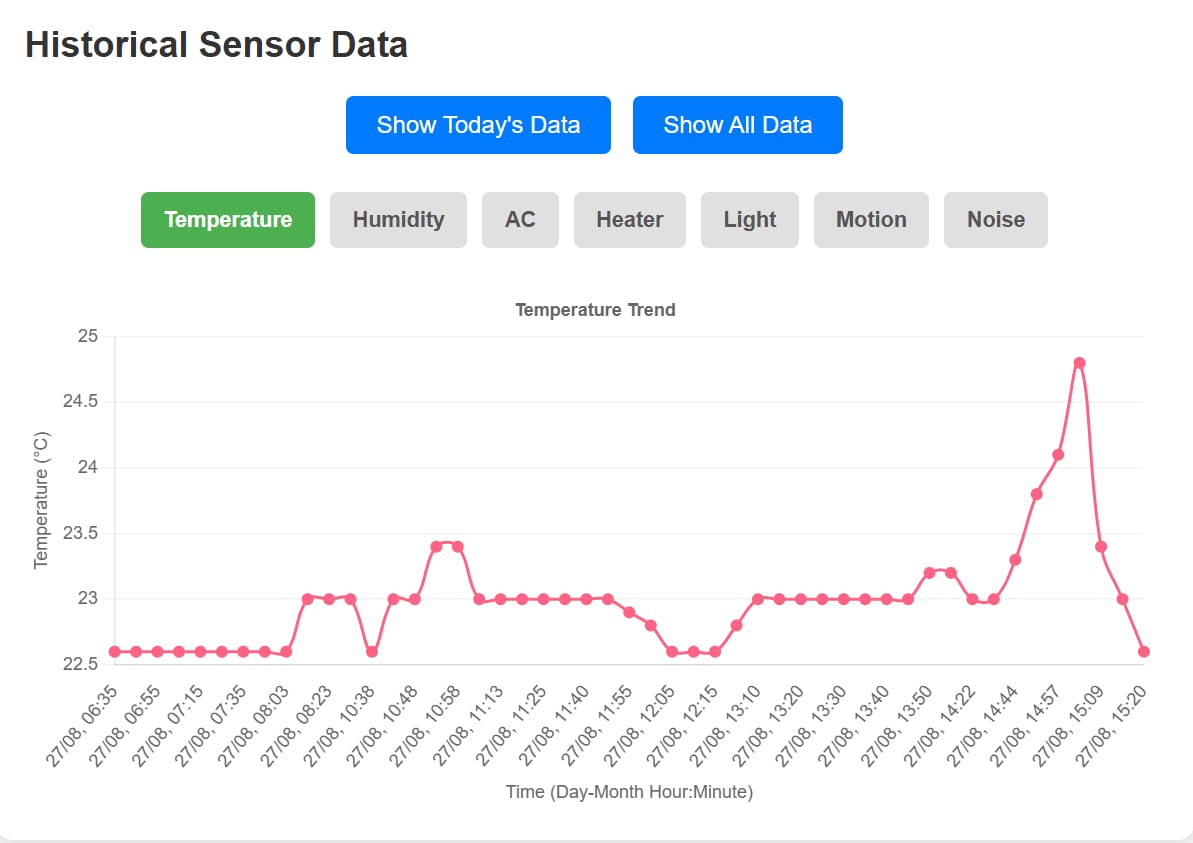 Historical Sensor Data
Show Today's Data Show All Data
Temperature Humidity AC Heater Light Motion Noise
Temperature Trend
25
24.5
24
23.5
23
22.5
Temperature (°C)
27/08, 06:35 27/08, 06:55 27/08, 07:15 27/08, 07:35 27/08, 08:03 27/08, 08:23 27/08, 10:38 27/08, 10:48 27/08, 10:58 27/08, 11:13 27/08, 11:25 27/08, 11:40 27/08, 11:55 27/08, 12:05 27/08, 12:15 27/08, 13:10 27/08, 13:20 27/08, 13:30 27/08, 13:40 27/08, 13:50 27/08, 14:22 27/08, 14:44 27/08, 14:57 27/08, 15:09 27/08, 15:20
Time (Day-Month Hour:Minute)